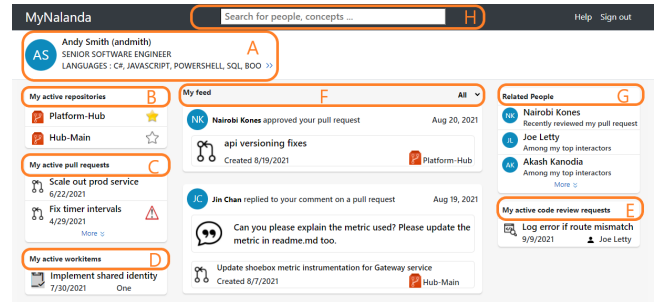 MyNalanda
Search for people, concepts ...
H
Help
Sign out
AS
Andy Smith (andmith)
SENIOR SOFTWARE ENGINEER
LANGUAGES : C#, JAVASCRIPT, POWERSHELL, SQL, BOO >>
A
My active repositories
B
Platform-Hub
Hub-Main
My active pull requests
C
Scale out prod service
6/22/2021
Fix timer intervals
4/29/2021
More
My active workitems
D
Implement shared identity
7/30/2021
One
My feed
F
All
NK
Nairobi Kones approved your pull request
Aug 20, 2021
api versioning fixes
Created 8/19/2021
Platform-Hub
JC
Jin Chan replied to your comment on a pull request
Aug 19, 2021
Can you please explain the metric used? Please update the
metric in readme.md too.
Update shoebox metric instrumentation for Gateway service
Created 8/7/2021
Hub-Main
Related People
G
NK
Nairobi Kones
Recently reviewed my pull request
JL
Joe Letty
Among my top interactors
AK
Akash Kanodia
Among my top interactors
More
My active code review requests
E
Log error if route mismatch
9/9/2021
Joe Letty